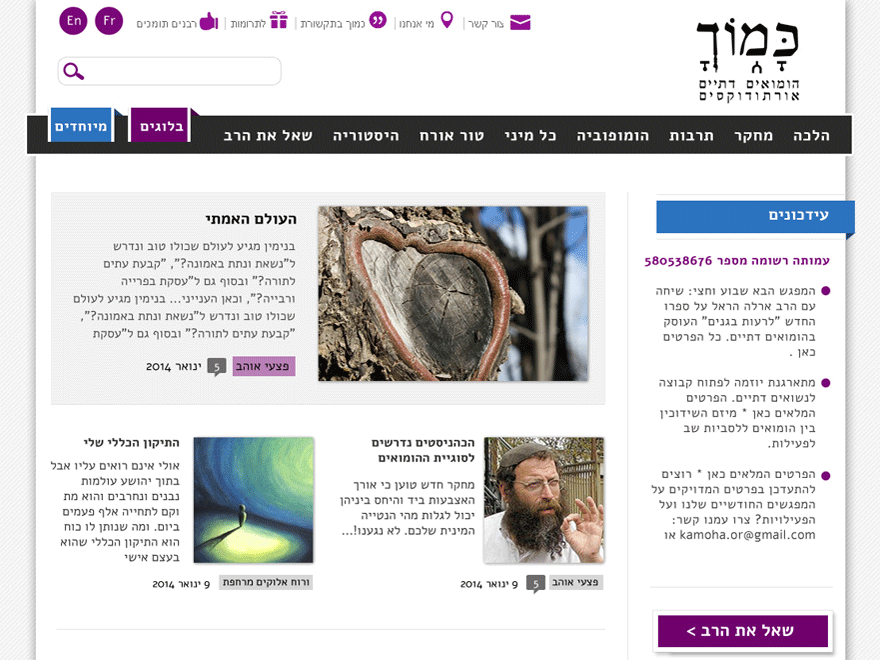 כָּמוֹךָ
הומואים דתיים
אורתודוקסים
צור קשר
מי אנחנו
כמוך בתקשורת
לתרומות
רבנים תומכים
Fr
En
הלכה
מחקר
תרבות
הומופוביה
כל מיני
טור אורח
היסטוריה
שאל את הרב
בלוגים
מיוחדים
עידכונים
עמותה רשומה מספר 580538676
המפגש הבא שבוע וחצי: שיחה
עם הרב ארלה הראל על ספרו
החדש "לרעות בגנים" העוסק
בהומואים דתיים. כל הפרטים
כאן .
מתארגנת יוזמה לפתוח קבוצה
לנשואים דתיים. הפרטים
המלאים כאן * מיזם השידוכין
בין הומואים ללסביות שב
לפעילות.
הפרטים המלאים כאן * רוצים
להתעדכן בפרטים המדויקים על
המפגשים החודשיים שלנו ועל
הפעילויות? צרו עמנו קשר:
kamoha.or@gmail.com או
שאל את הרב >
העולם האמתי
בנימין מגיע לעולם שכולו טוב ונדרש
ל"נשאת ונתת באמונה?", "קבעת עתים
לתורה?" ובסוף גם ל"עסקת בפרייה
ורבייה?", וכאן הענייני... בנימין מגיע לעולם
שכולו טוב ונדרש ל"נשאת ונתת באמונה?",
"קבעת עתים לתורה?" ובסוף גם ל"עסקת
פצעי אוהב
5
ינואר 2014
הכהניסטים נדרשים
לסוגיית ההומואים
מחקר חדש טוען כי אורך
האצבעות ביד והיחס ביניהן
יכול לגלות מהי הנטייה
המינית שלכם. לא נגענו!...
פצעי אוהב
5
9 ינואר 2014
התיקון הכללי שלי
אולי אינם רואים עליו אבל
בתוך יהושע עולמות
נבנים ונחרבים והוא מת
וקם לתחייה אלף פעמים
ביום. ומה שנותן לו כוח
הוא התיקון הכללי שהוא
בעצם אישי
ורוח אלוקים מרחפת
9 ינואר 2014